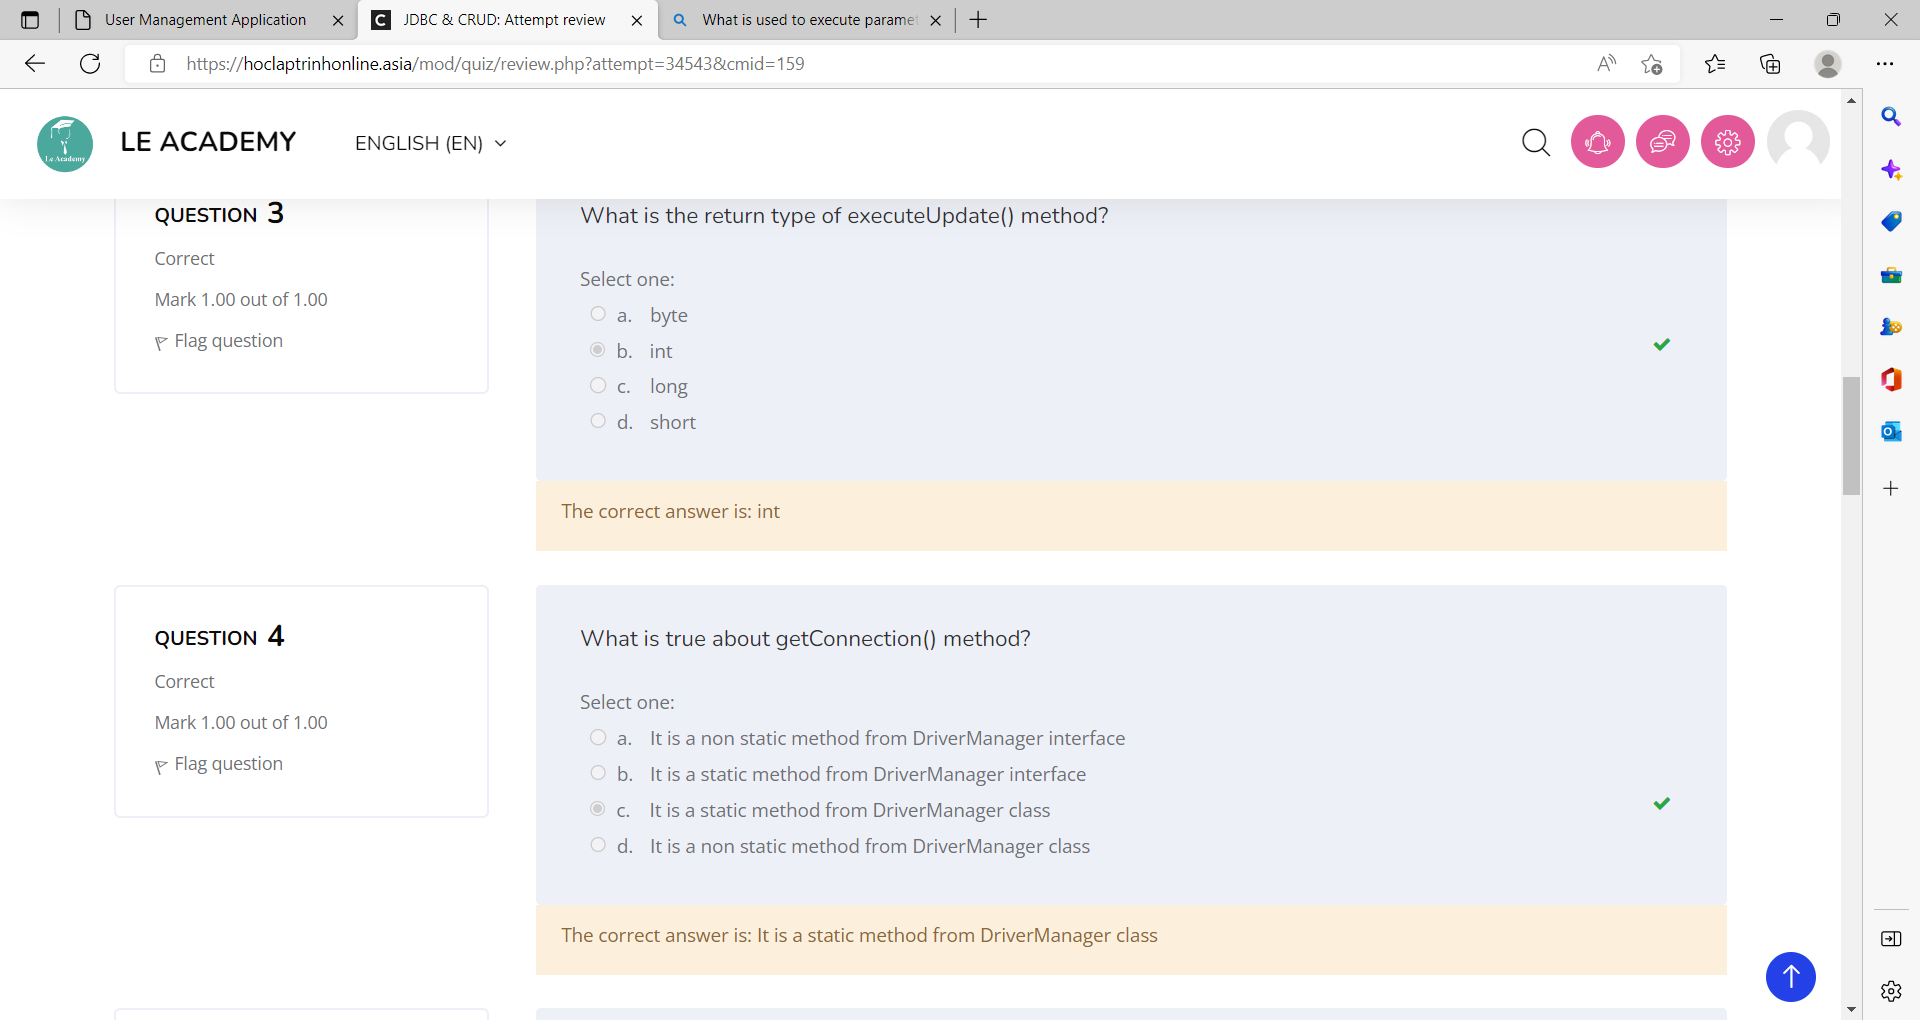 User Management Application
JDBC & CRUD: Attempt review
What is used to execute paramet
https://hoclaptrinhonline.asia/mod/quiz/review.php?attempt=34543&cmid=159
Le Academy
LE ACADEMY
ENGLISH (EN)
QUESTION 3
Correct
Mark 1.00 out of 1.00
Flag question
What is the return type of executeUpdate() method?
Select one:
a. byte
b. int
c. long
d. short
The correct answer is: int
QUESTION 4
Correct
Mark 1.00 out of 1.00
Flag question
What is true about getConnection() method?
Select one:
a. It is a non static method from DriverManager interface
b. It is a static method from DriverManager interface
c. It is a static method from DriverManager class
d. It is a non static method from DriverManager class
The correct answer is: It is a static method from DriverManager class